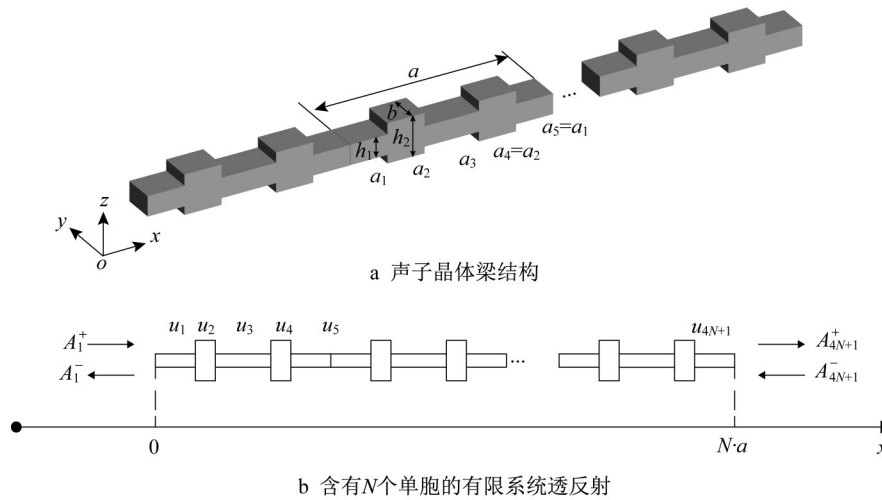 a
b
h₁
h₂
a₁
a₂
a₃
a₄=a₂
a₅=a₁
...
z
y
x
o
a 声子晶体梁结构
u₁ u₂ u₃ u₄ u₅ u₄N₊₁
A₁⁺
A₁⁻
...
A₄N₊₁⁺
A₄N₊₁⁻
0
N·a
x
b 含有N个单胞的有限系统透反射